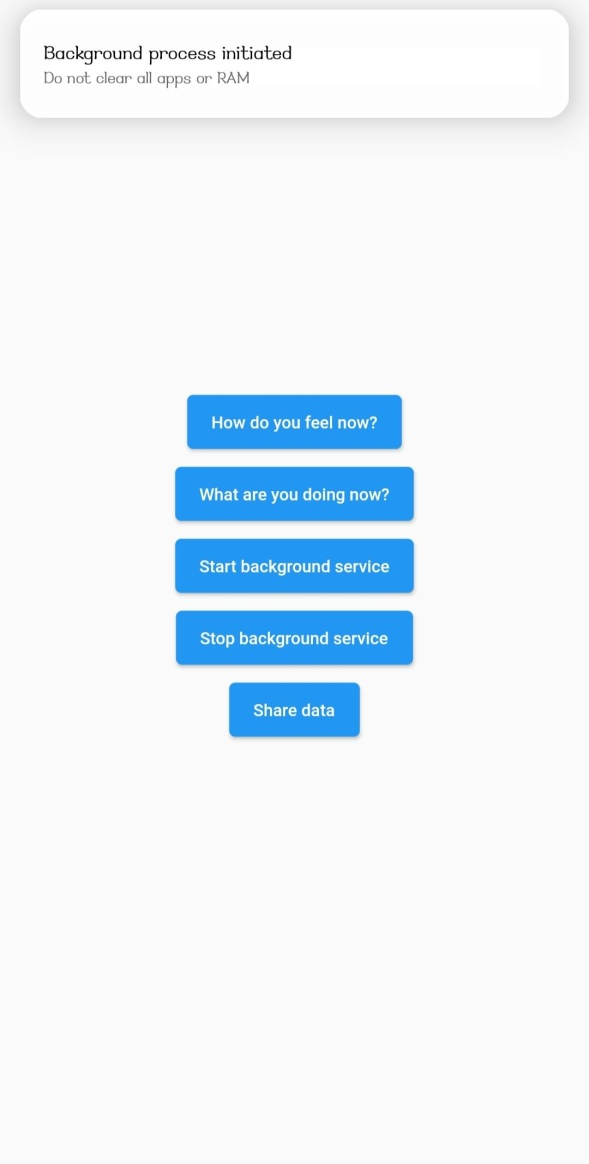 Background process initiated
Do not clear all apps or RAM
How do you feel now?
What are you doing now?
Start background service
Stop background service
Share data